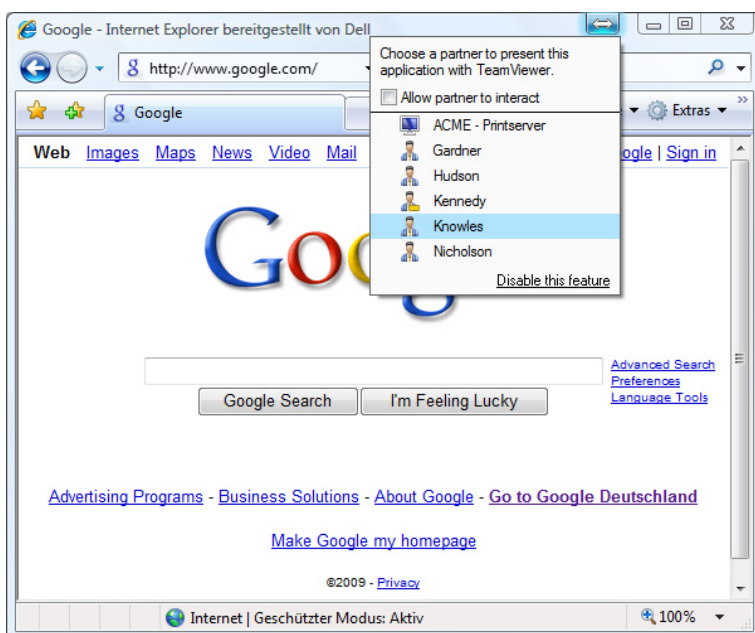 Google - Internet Explorer bereitgestellt von Dell
http://www.google.com/
Choose a partner to present this
application with TeamViewer.
Allow partner to interact
ACME - Printserver
Gardner
Hudson
Kennedy
Knowles
Nicholson
Disable this feature
Google
Extras
Web Images Maps News Video Mail
ogle | Sign in
Goog
Advanced Search
Preferences
Language Tools
Google Search I'm Feeling Lucky
Advertising Programs - Business Solutions - About Google - Go to Google Deutschland
Make Google my homepage
©2009 - Privacy
Internet | Geschützter Modus: Aktiv 100%